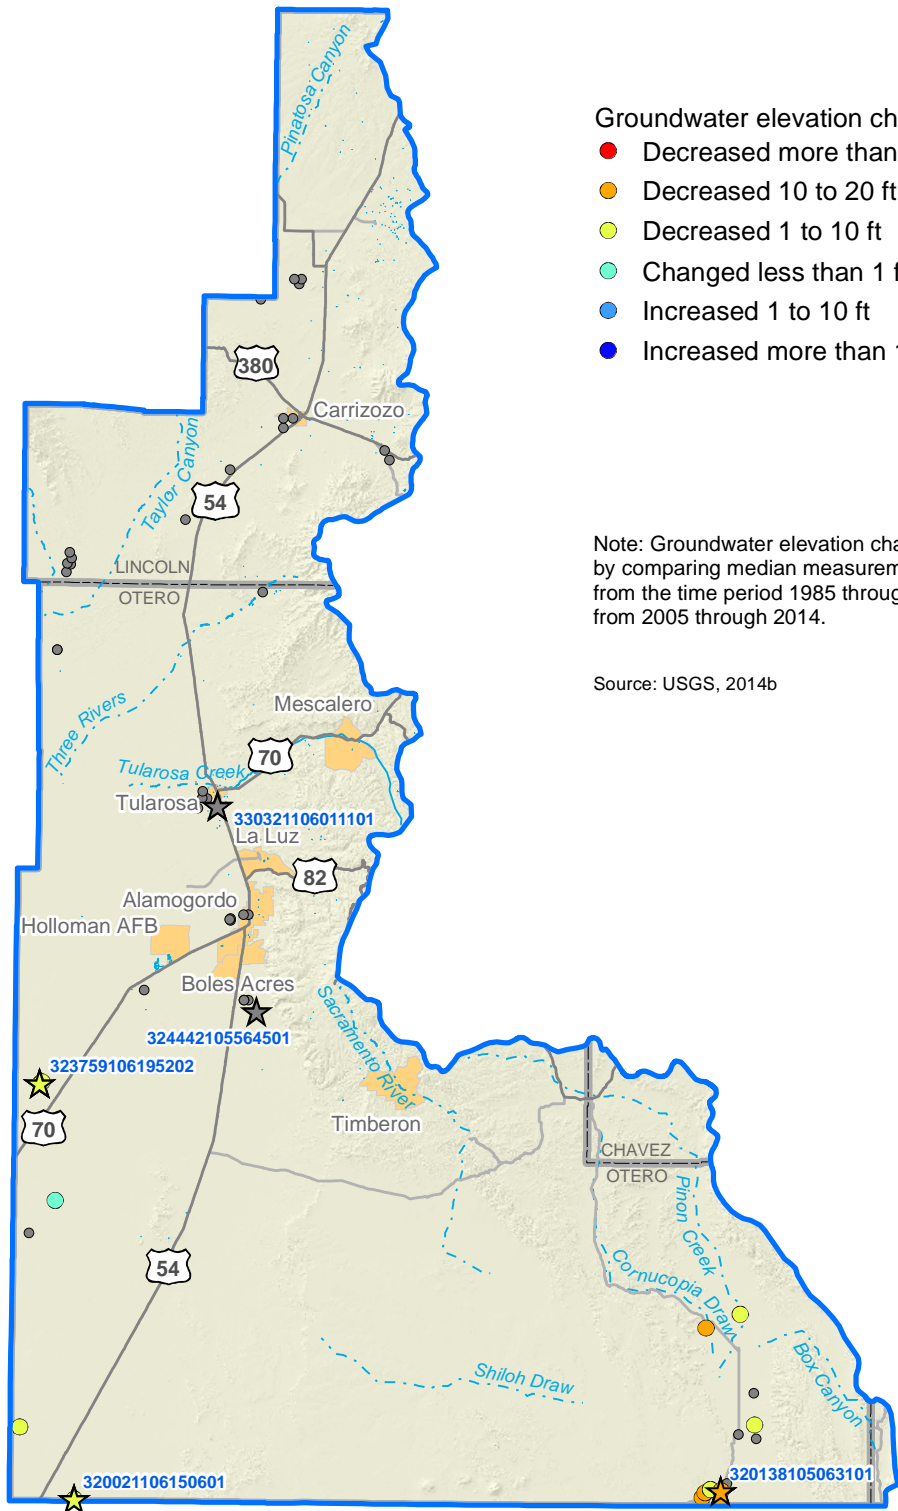 Pinatosa Canyon
Groundwater elevation ch
Decreased more than
Decreased 10 to 20 ft
Decreased 1 to 10 ft
Changed less than 1 f
Increased 1 to 10 ft
Increased more than 1
380
Carrizozo
Taylor Canyon
54
Note: Groundwater elevation cha
by comparing median measurem
from the time period 1985 throug
from 2005 through 2014.
LINCOLN
OTERO
Source: USGS, 2014b
Mescalero
Three Rivers
70
Tularosa Creek
Tularosa
330321106011101
La Luz
82
Alamogordo
Holloman AFB
Boles Acres
324442105564501
Sacramento River
323759106195202
70
Timberon
CHAVEZ
OTERO
Pinon Creek
54
Cornucopia Draw
Box Canyon
Shiloh Draw
320021106150601
320138105063101